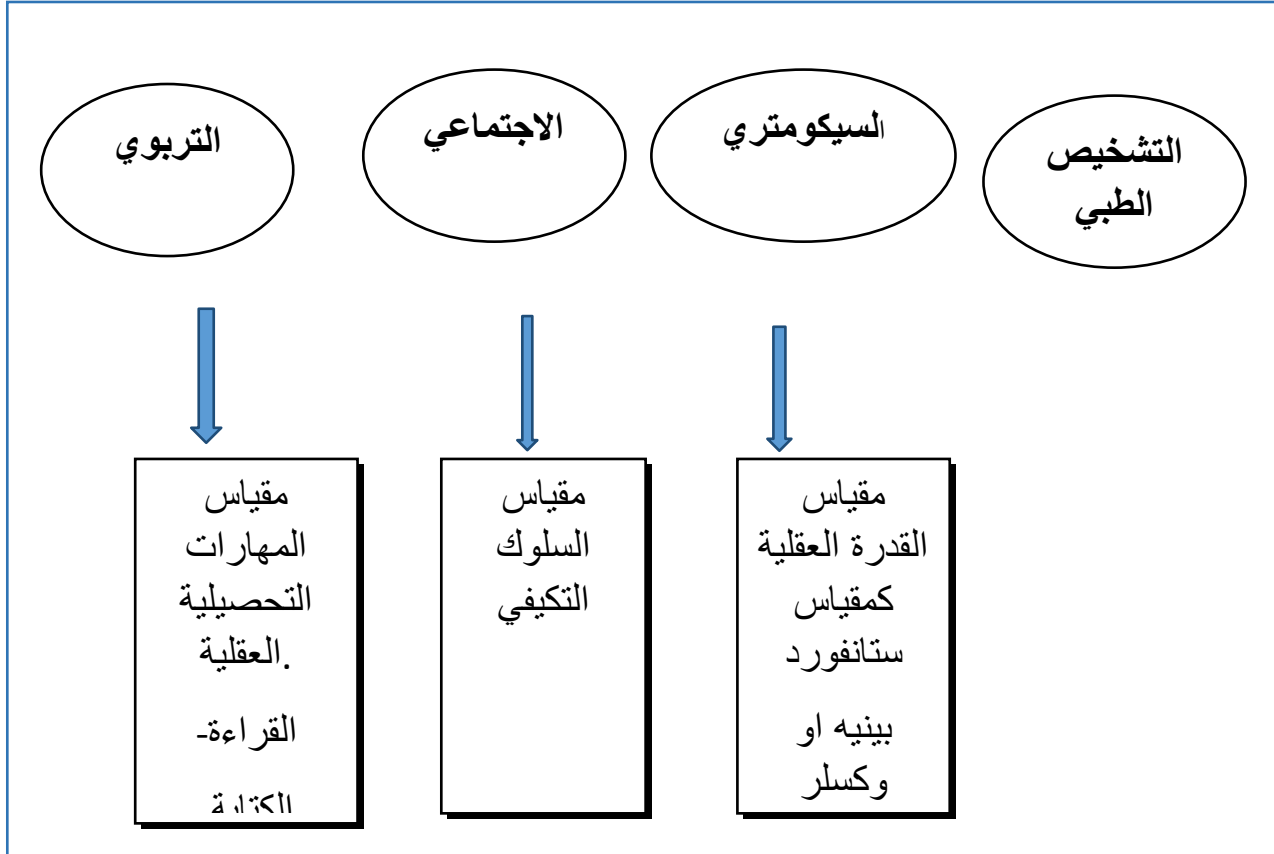 التشخيص
الطبي
السيكومتري
الاجتماعي
التربوي
مقياس
القدرة العقلية
كمقياس
ستانفورد
بينيه او
وكسلر
مقياس
السلوك
التكيفي
مقياس
المهارات
التحصيلية
العقلية.
القراءة-
الكتابة